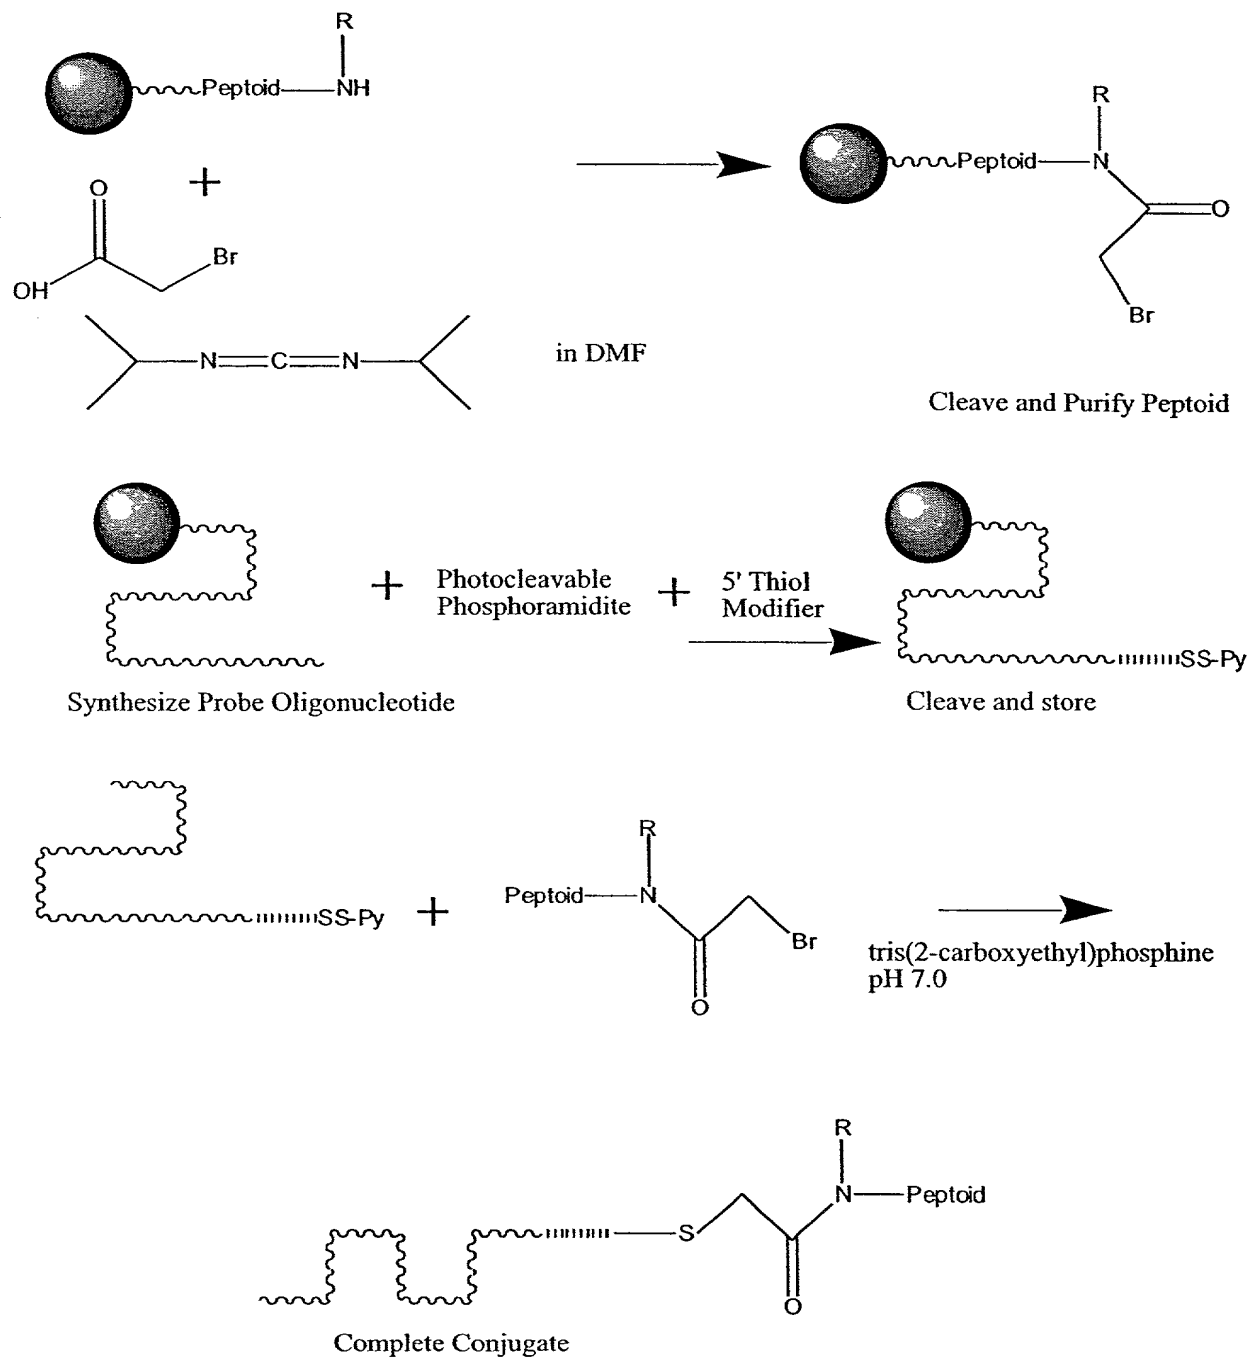 R
Peptoid NH
+
O
OH Br
N C N
in DMF
R
Peptoid N
O
Br
Cleave and Purify Peptoid
+
Photocleavable
Phosphoramidite
+
5' Thiol
Modifier
SS-Py
Synthesize Probe Oligonucleotide
Cleave and store
SS-Py
+
R
Peptoid N
Br
O
tris(2-carboxyethyl)phosphine
pH 7.0
R
S N Peptoid
O
Complete Conjugate